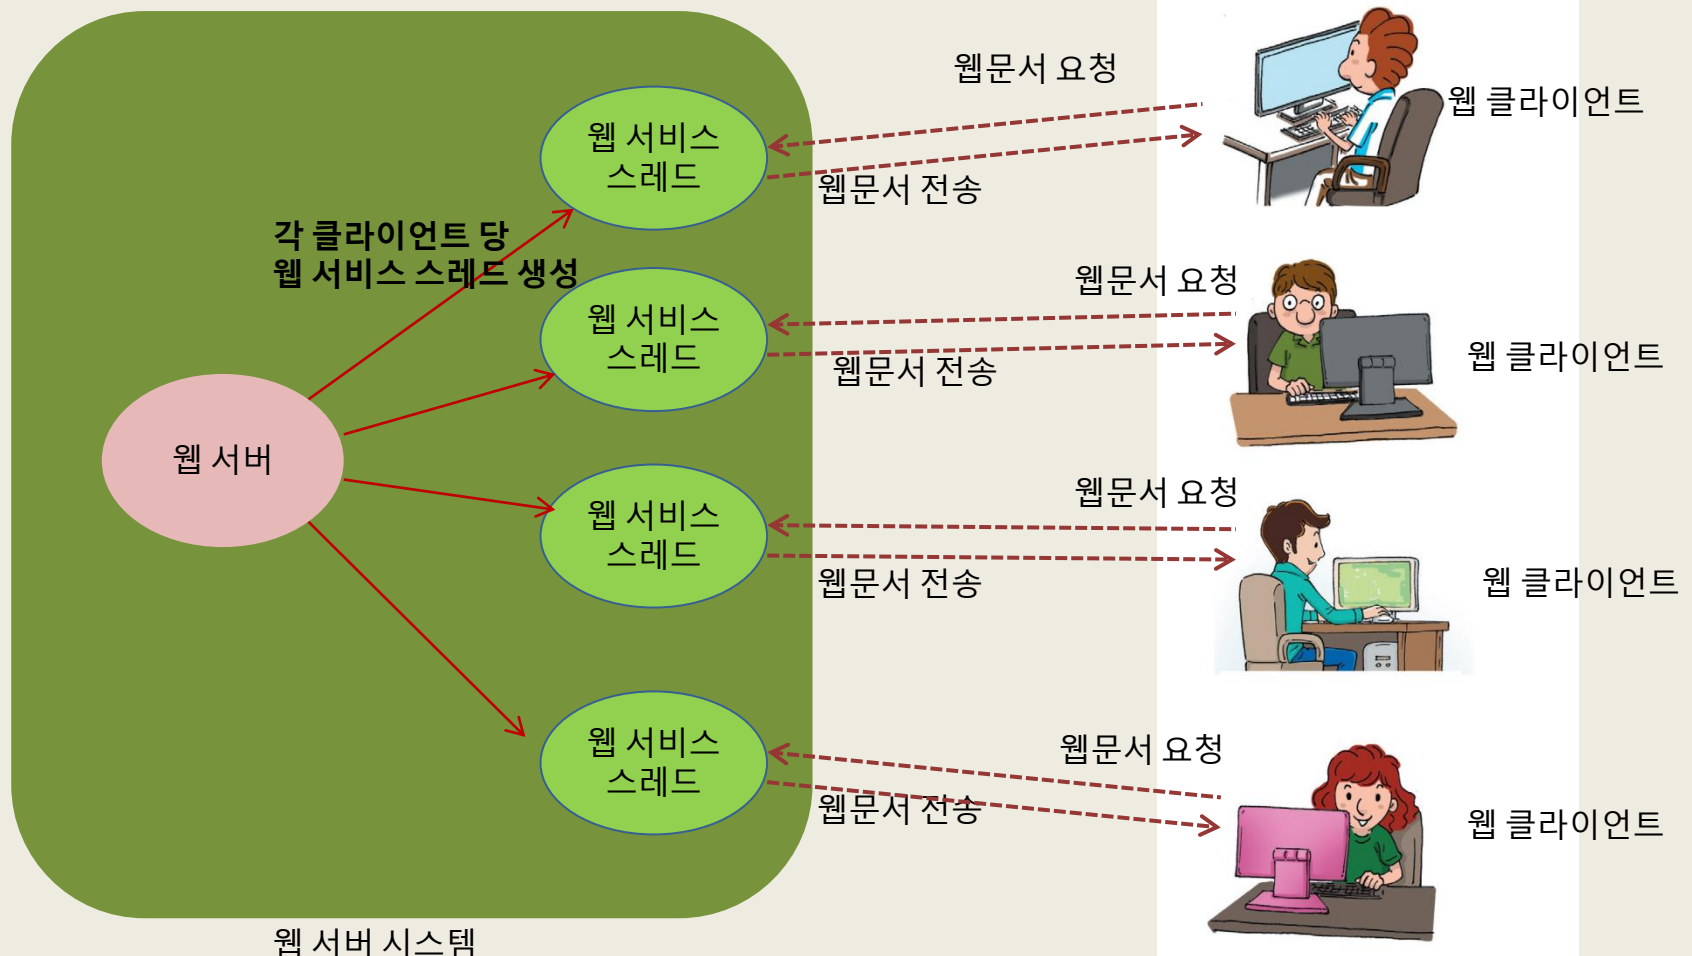 웹문서 요청
웹 클라이언트
웹 서비스
스레드
웹문서 전송
각 클라이언트 당
웹 서비스 스레드 생성
웹문서 요청
웹 서비스
스레드
웹 클라이언트
웹문서 전송
웹 서버
웹문서 요청
웹 서비스
스레드
웹 클라이언트
웹문서 전송
웹문서 요청
웹 서비스
스레드
웹문서 전송
웹 클라이언트
웹 서버 시스템